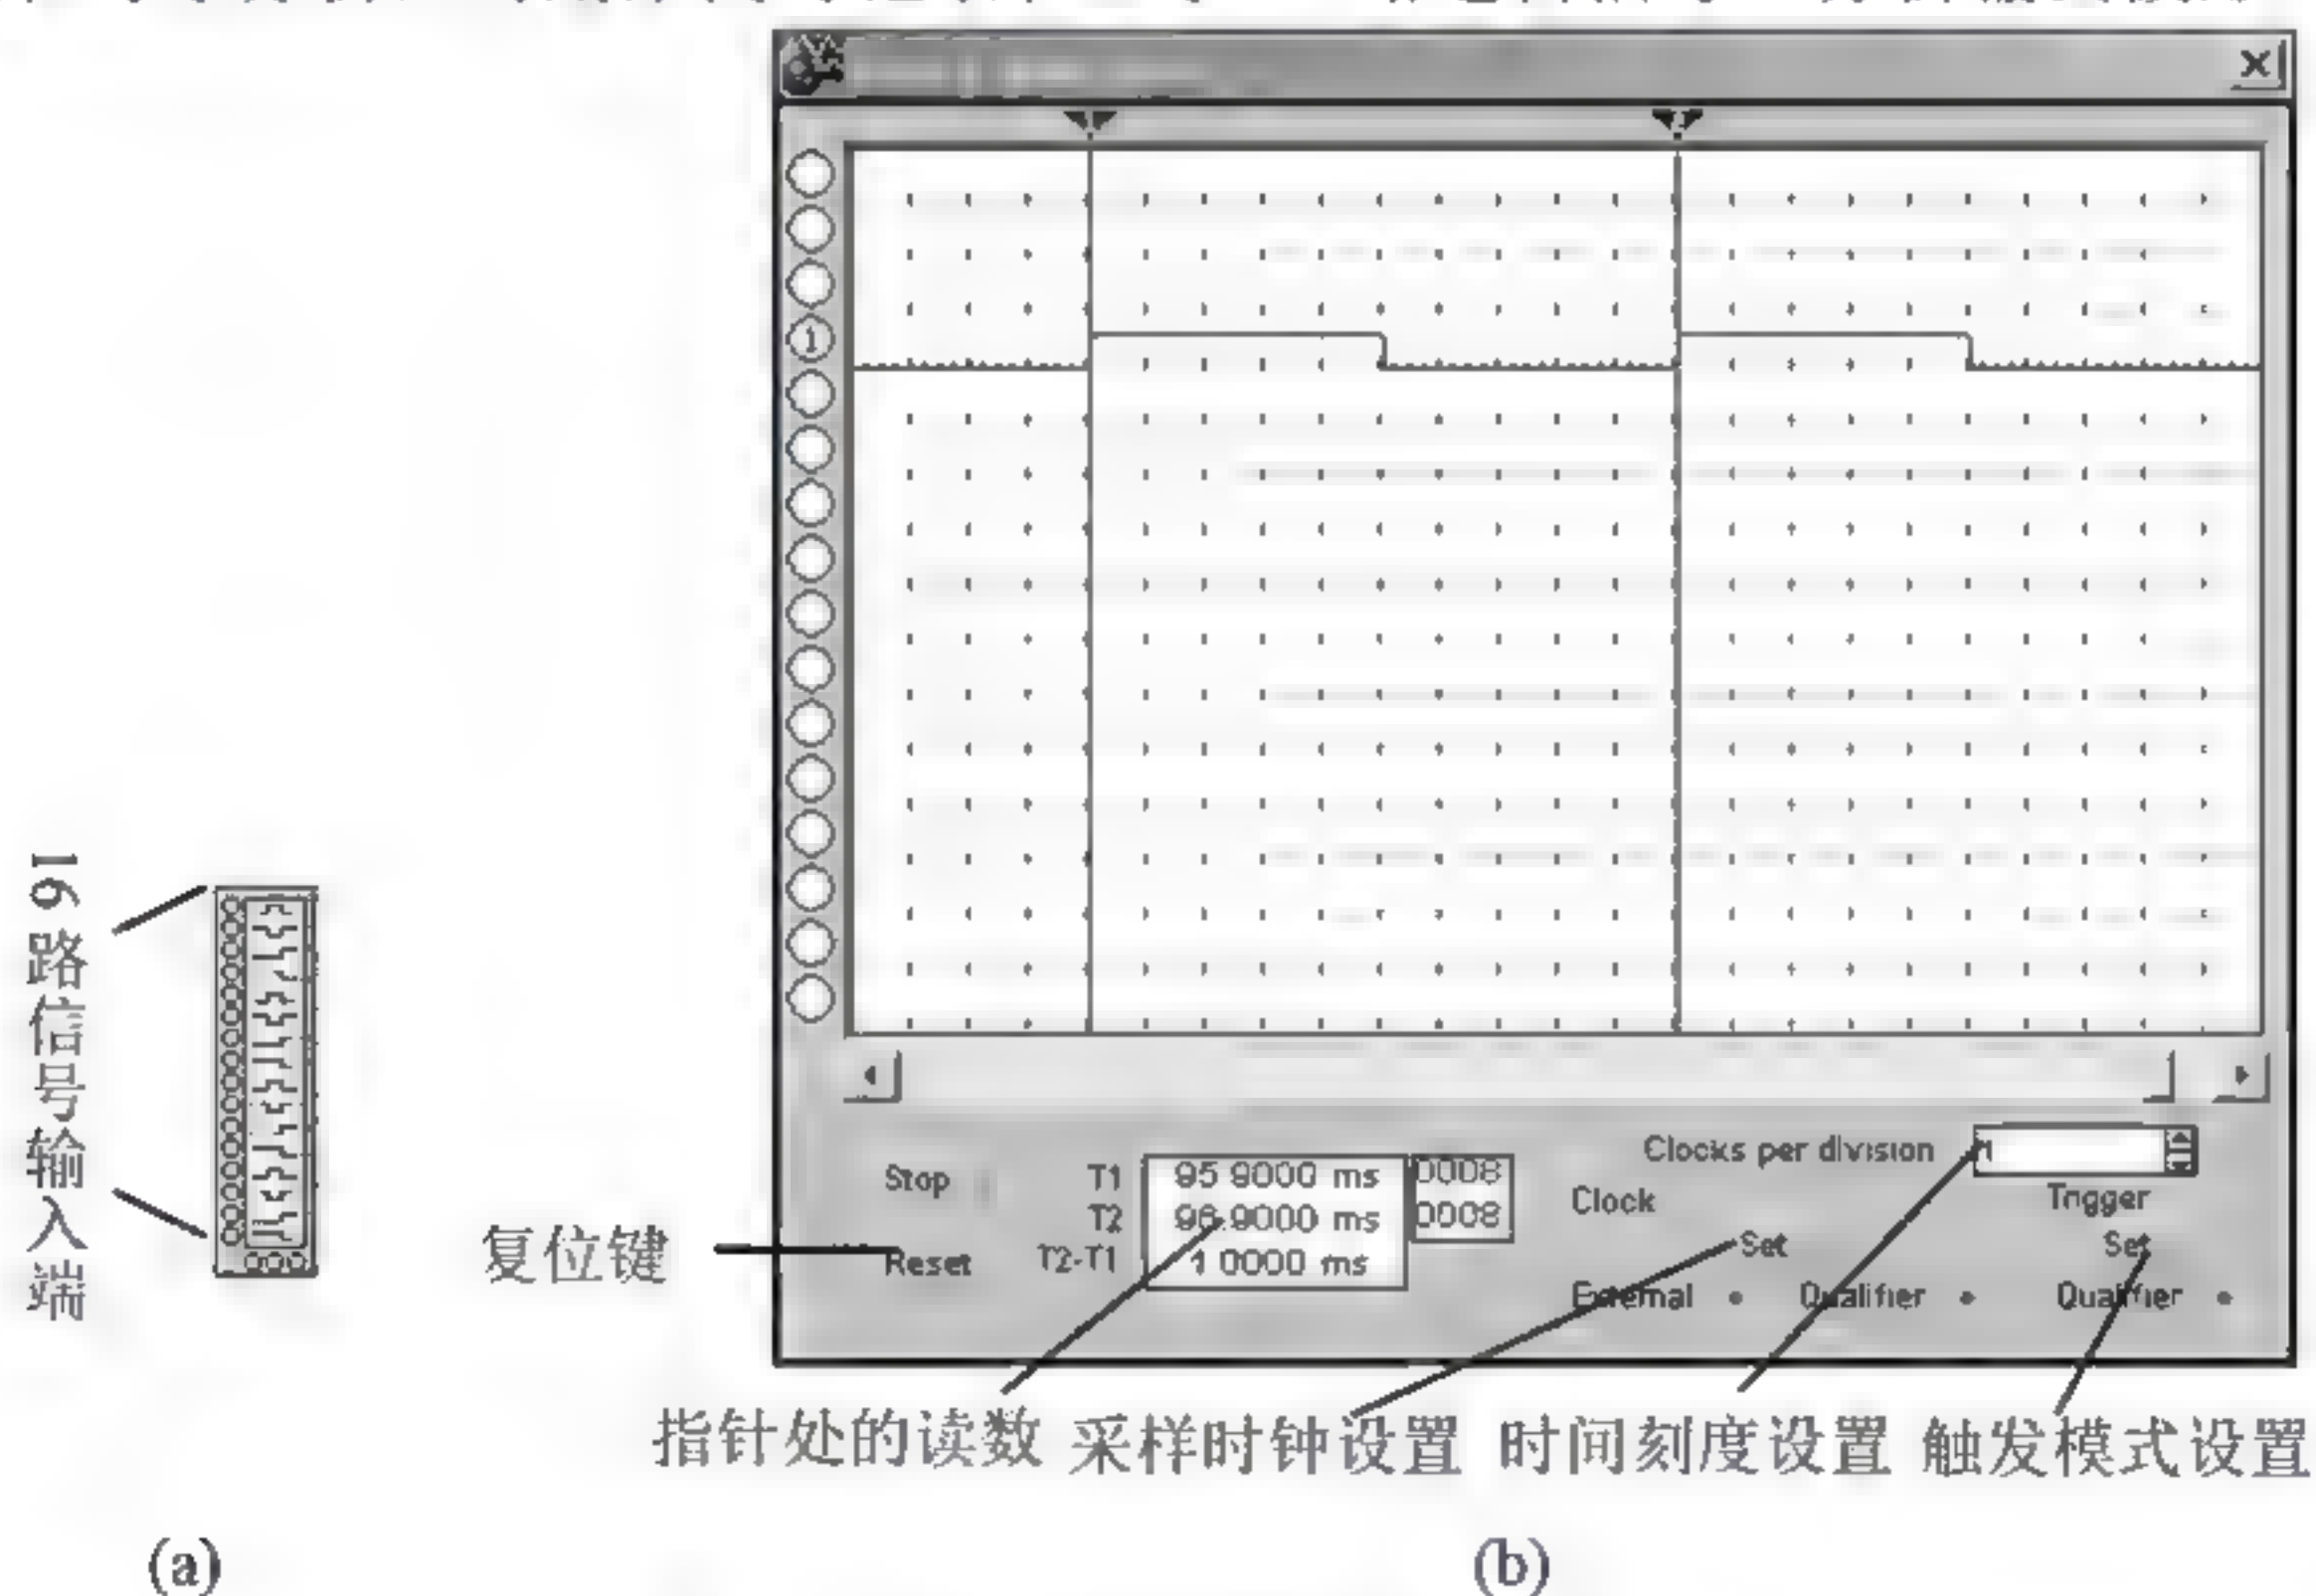 1
16 路信号输入端
Stop
T1 95 9000 ms 0008
T2 96.9000 ms 0008
T2-T1 1 0000 ms
Reset
Clocks per division
Clock
Set
External
Qualifier
Trigger
Set
Qualifier
复位键
指针处的读数 采样时钟设置 时间刻度设置 触发模式设置
(a) (b)